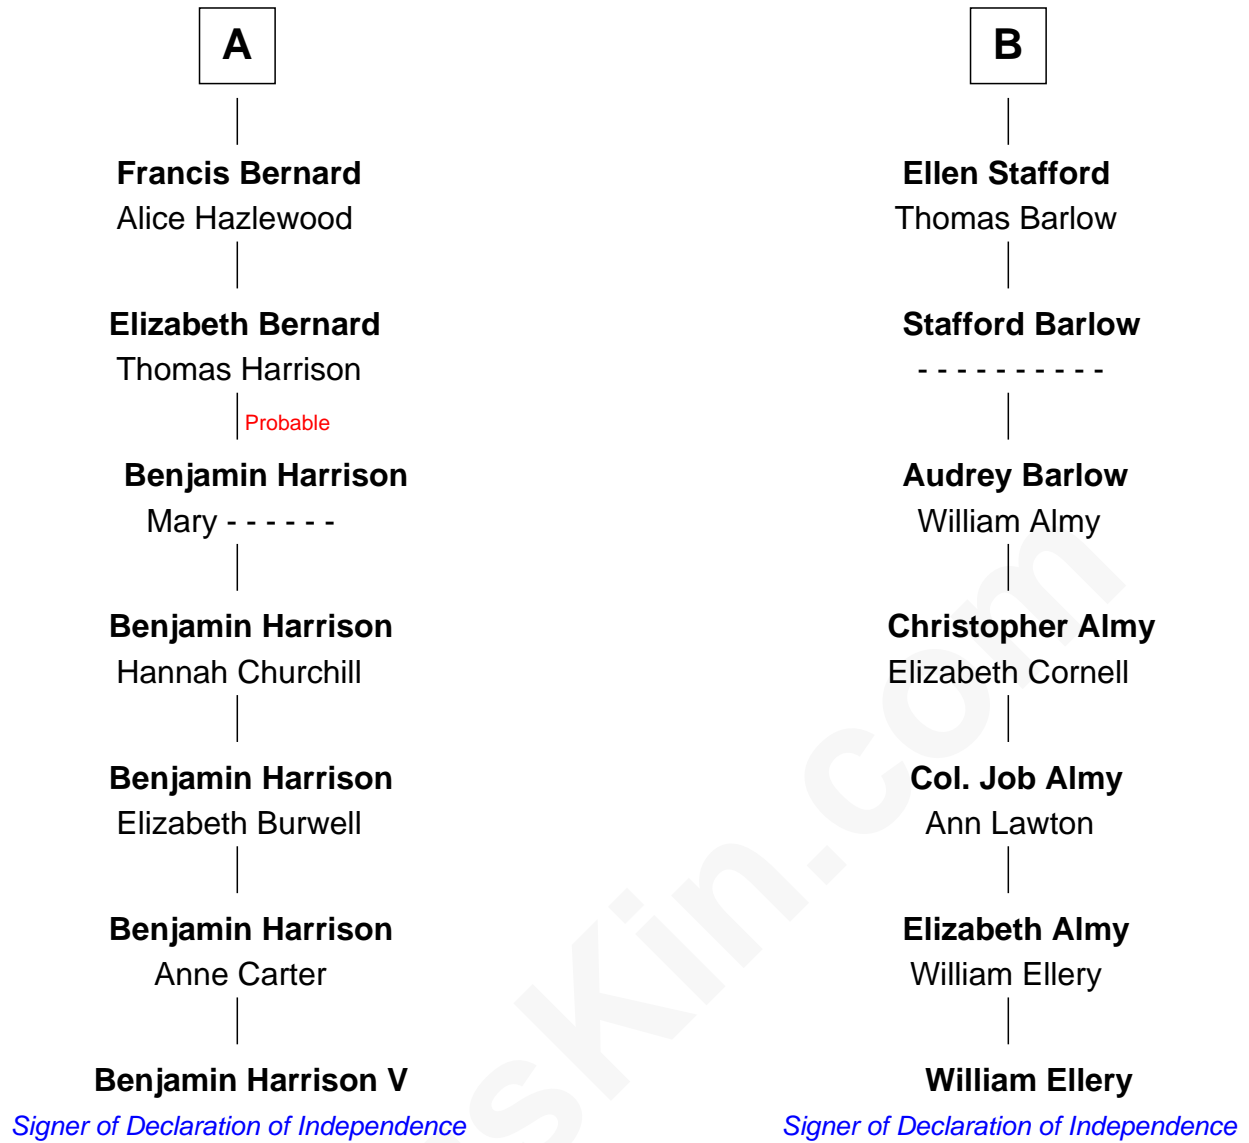 A
Francis Bernard
Alice Hazlewood
Elizabeth Bernard
Thomas Harrison
Probable
Benjamin Harrison
Mary - - - - - -
Benjamin Harrison
Hannah Churchill
Benjamin Harrison
Elizabeth Burwell
Benjamin Harrison
Anne Carter
Benjamin Harrison V
Signer of Declaration of Independence
B
Ellen Stafford
Thomas Barlow
Stafford Barlow
- - - - - - - - - -
Audrey Barlow
William Almy
Christopher Almy
Elizabeth Cornell
Col. Job Almy
Ann Lawton
Elizabeth Almy
William Ellery
William Ellery
Signer of Declaration of Independence
sKin.com